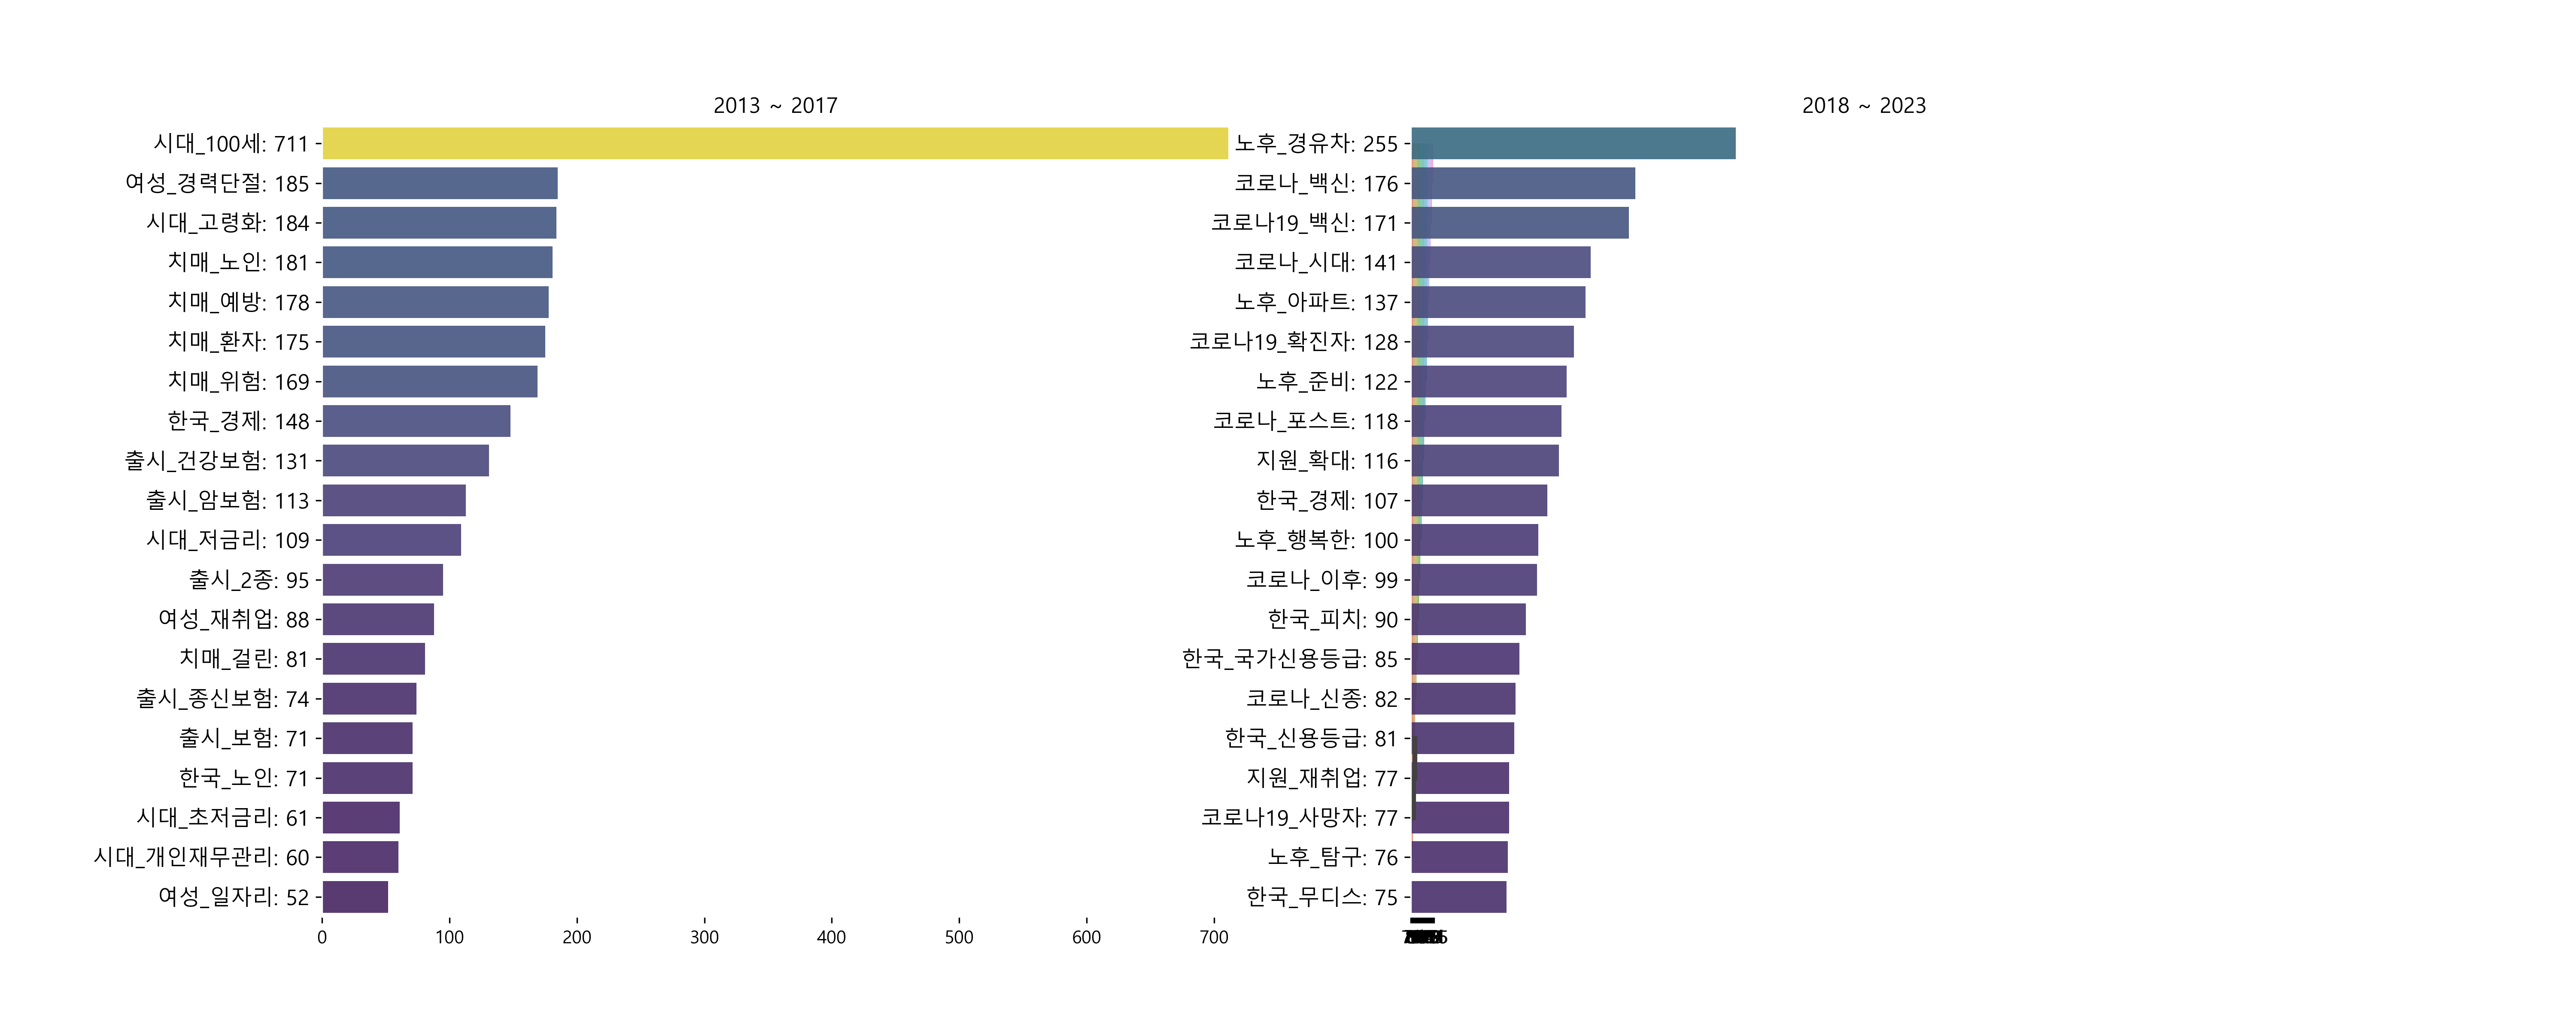 2013 ~ 2017
시대_100세: 711
여성_경력단절: 185
시대_고령화: 184
치매_노인: 181
치매_예방: 178
치매_환자: 175
치매_위험: 169
한국_경제: 148
출시_건강보험: 131
출시_암보험: 113
시대_저금리: 109
출시_2종: 95
여성_재취업: 88
치매_걸린: 81
출시_종신보험: 74
출시_보험: 71
한국_노인: 71
시대_초저금리: 61
시대_개인재무관리: 60
여성_일자리: 52
0 100 200 300 400 500 600 700
2018 ~ 2023
노후_경유차: 255
코로나_백신: 176
코로나19_백신: 171
코로나_시대: 141
노후_아파트: 137
코로나19_확진자: 128
노후_준비: 122
코로나_포스트: 118
지원_확대: 116
한국_경제: 107
노후_행복한: 100
코로나_이후: 99
한국_피치: 90
한국_국가신용등급: 85
코로나_신종: 82
한국_신용등급: 81
지원_재취업: 77
코로나19_사망자: 77
노후_탐구: 76
한국_무디스: 75